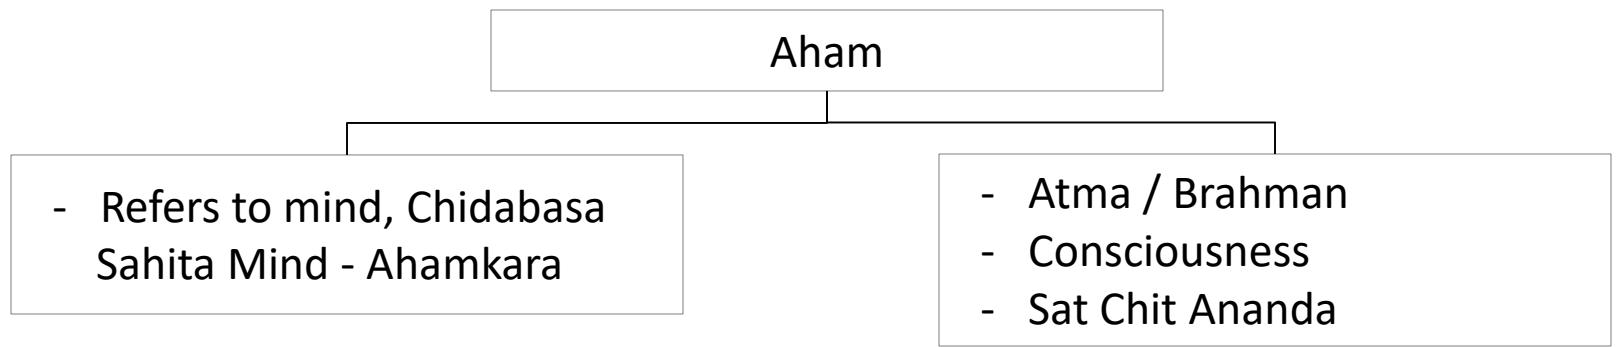 Aham
- Refers to mind, Chidabasa
Sahita Mind - Ahamkara
- Atma / Brahman
- Consciousness
- Sat Chit Ananda